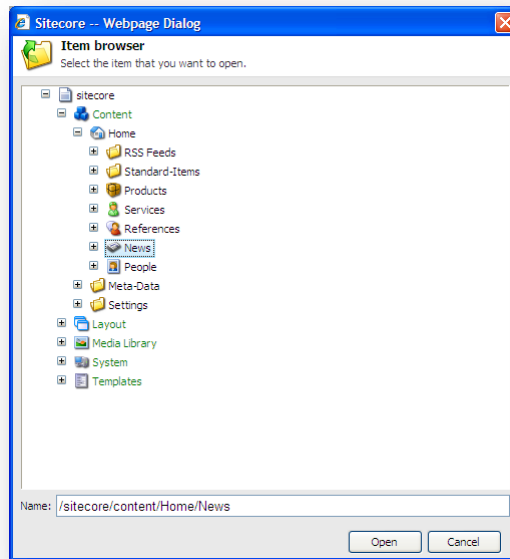 Sitecore -- Webpage Dialog
Item browser
Select the item that you want to open.
sitecore
Content
Home
RSS Feeds
Standard-Items
Products
Services
References
News
People
Meta-Data
Settings
Layout
Media Library
System
Templates
Name: /sitecore/content/Home/News
Open Cancel